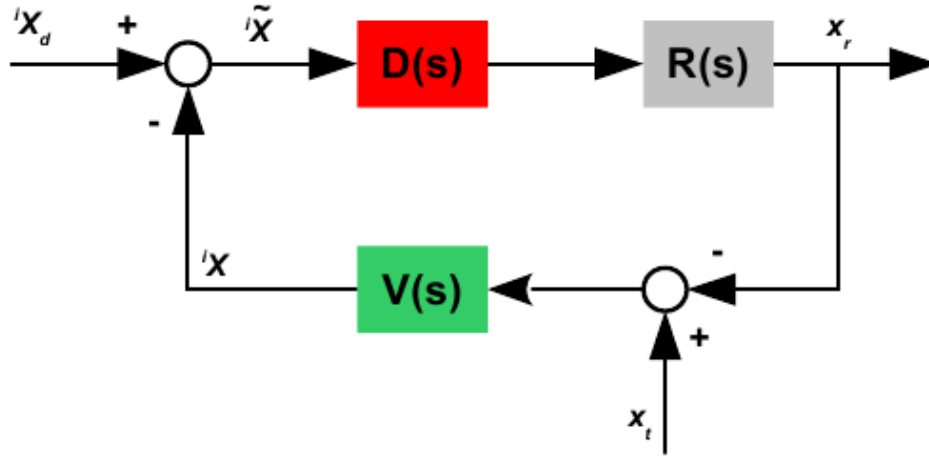 ⁱX_d + ⁱX̃ D(s) R(s) x_r
-
ⁱX V(s) -
+
x_t